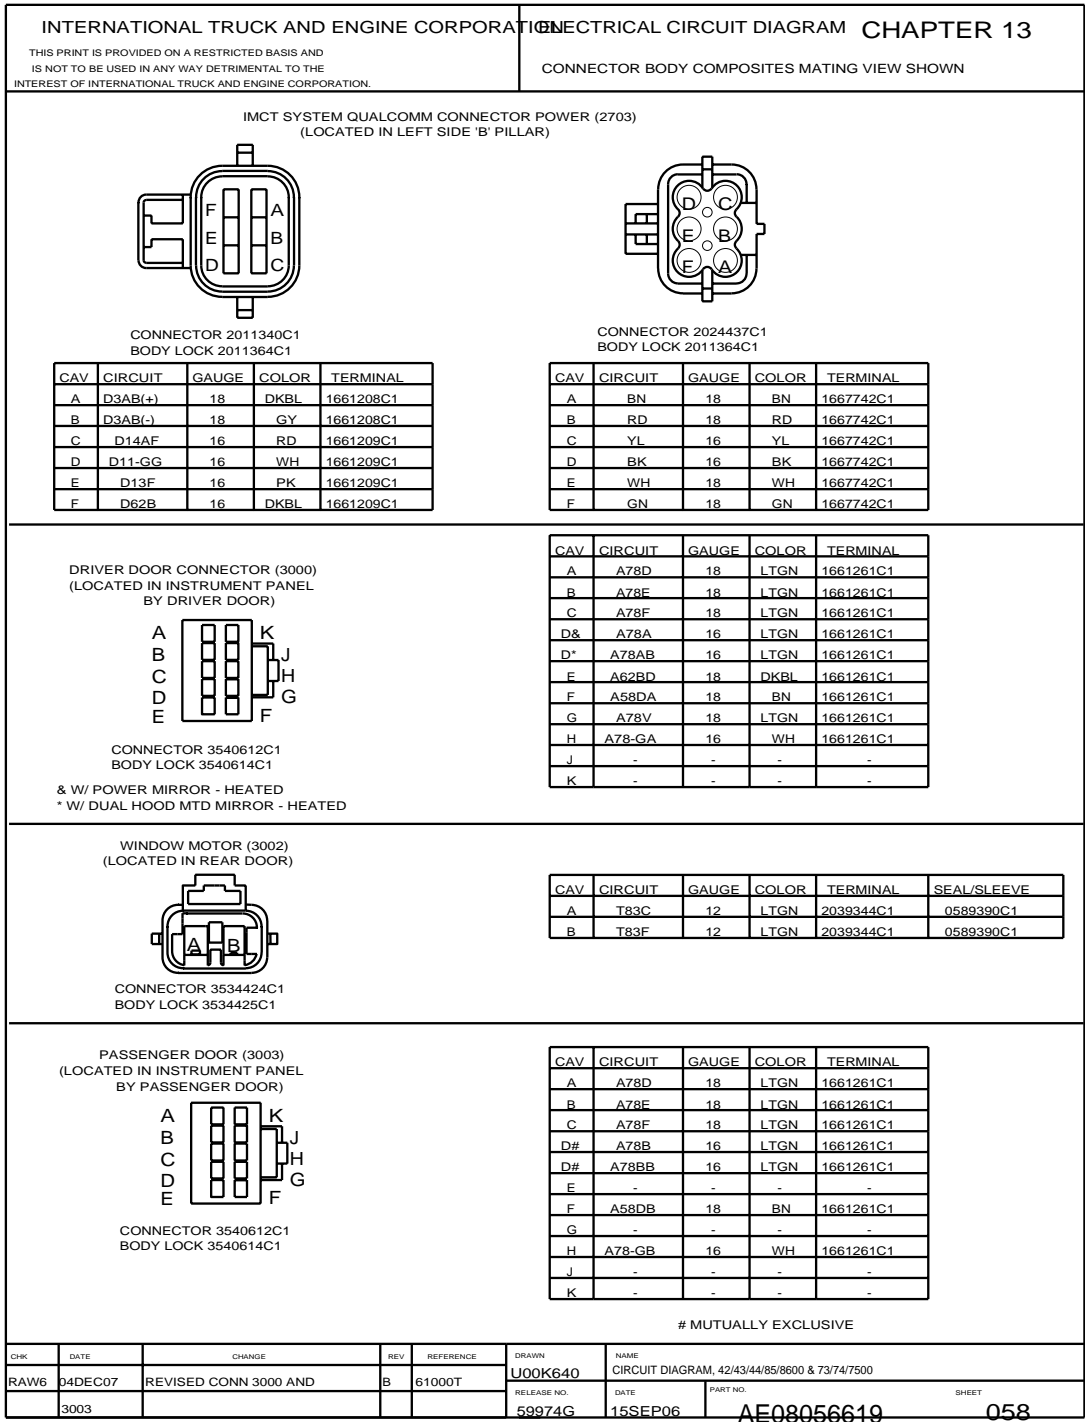 INTERNATIONAL TRUCK AND ENGINE CORPORATION
THIS PRINT IS PROVIDED ON A RESTRICTED BASIS AND
IS NOT TO BE USED IN ANY WAY DETRIMENTAL TO THE
INTEREST OF INTERNATIONAL TRUCK AND ENGINE CORPORATION.
ELECTRICAL CIRCUIT DIAGRAM CHAPTER 13
CONNECTOR BODY COMPOSITES MATING VIEW SHOWN
IMCT SYSTEM QUALCOMM CONNECTOR POWER (2703)
(LOCATED IN LEFT SIDE 'B' PILLAR)
F A
E B
D C
CONNECTOR 2011340C1
BODY LOCK 2011364C1
CAV CIRCUIT GAUGE COLOR TERMINAL
A D3AB(+) 18 DKBL 1661208C1
B D3AB(-) 18 GY 1661208C1
C D14AF 16 RD 1661209C1
D D11-GG 16 WH 1661209C1
E D13F 16 PK 1661209C1
F D62B 16 DKBL 1661209C1
D C
E B
F A
CONNECTOR 2024437C1
BODY LOCK 2011364C1
CAV CIRCUIT GAUGE COLOR TERMINAL
A BN 18 BN 1667742C1
B RD 18 RD 1667742C1
C YL 16 YL 1667742C1
D BK 16 BK 1667742C1
E WH 18 WH 1667742C1
F GN 18 GN 1667742C1
DRIVER DOOR CONNECTOR (3000)
(LOCATED IN INSTRUMENT PANEL
BY DRIVER DOOR)
A K
B J
C H
D G
E F
CONNECTOR 3540612C1
BODY LOCK 3540614C1
& W/ POWER MIRROR - HEATED
* W/ DUAL HOOD MTD MIRROR - HEATED
CAV CIRCUIT GAUGE COLOR TERMINAL
A A78D 18 LTGN 1661261C1
B A78E 18 LTGN 1661261C1
C A78F 18 LTGN 1661261C1
D& A78A 16 LTGN 1661261C1
D* A78AB 16 LTGN 1661261C1
E A62BD 18 DKBL 1661261C1
F A58DA 18 BN 1661261C1
G A78V 18 LTGN 1661261C1
H A78-GA 16 WH 1661261C1
J - - - -
K - - - -
WINDOW MOTOR (3002)
(LOCATED IN REAR DOOR)
A B
CONNECTOR 3534424C1
BODY LOCK 3534425C1
CAV CIRCUIT GAUGE COLOR TERMINAL SEAL/SLEEVE
A T83C 12 LTGN 2039344C1 0589390C1
B T83F 12 LTGN 2039344C1 0589390C1
PASSENGER DOOR (3003)
(LOCATED IN INSTRUMENT PANEL
BY PASSENGER DOOR)
A K
B J
C H
D G
E F
CONNECTOR 3540612C1
BODY LOCK 3540614C1
CAV CIRCUIT GAUGE COLOR TERMINAL
A A78D 18 LTGN 1661261C1
B A78E 18 LTGN 1661261C1
C A78F 18 LTGN 1661261C1
D# A78B 16 LTGN 1661261C1
D# A78BB 16 LTGN 1661261C1
E - - - -
F A58DB 18 BN 1661261C1
G - - - -
H A78-GB 16 WH 1661261C1
J - - - -
K - - - -
# MUTUALLY EXCLUSIVE
CHK DATE CHANGE REV REFERENCE
RAW6 04DEC07 REVISED CONN 3000 AND B 61000T
3003
DRAWN
U00K640
NAME
CIRCUIT DIAGRAM, 42/43/44/85/8600 & 73/74/7500
RELEASE NO.
59974G
DATE
15SEP06
PART NO.
AE08056619
SHEET
058